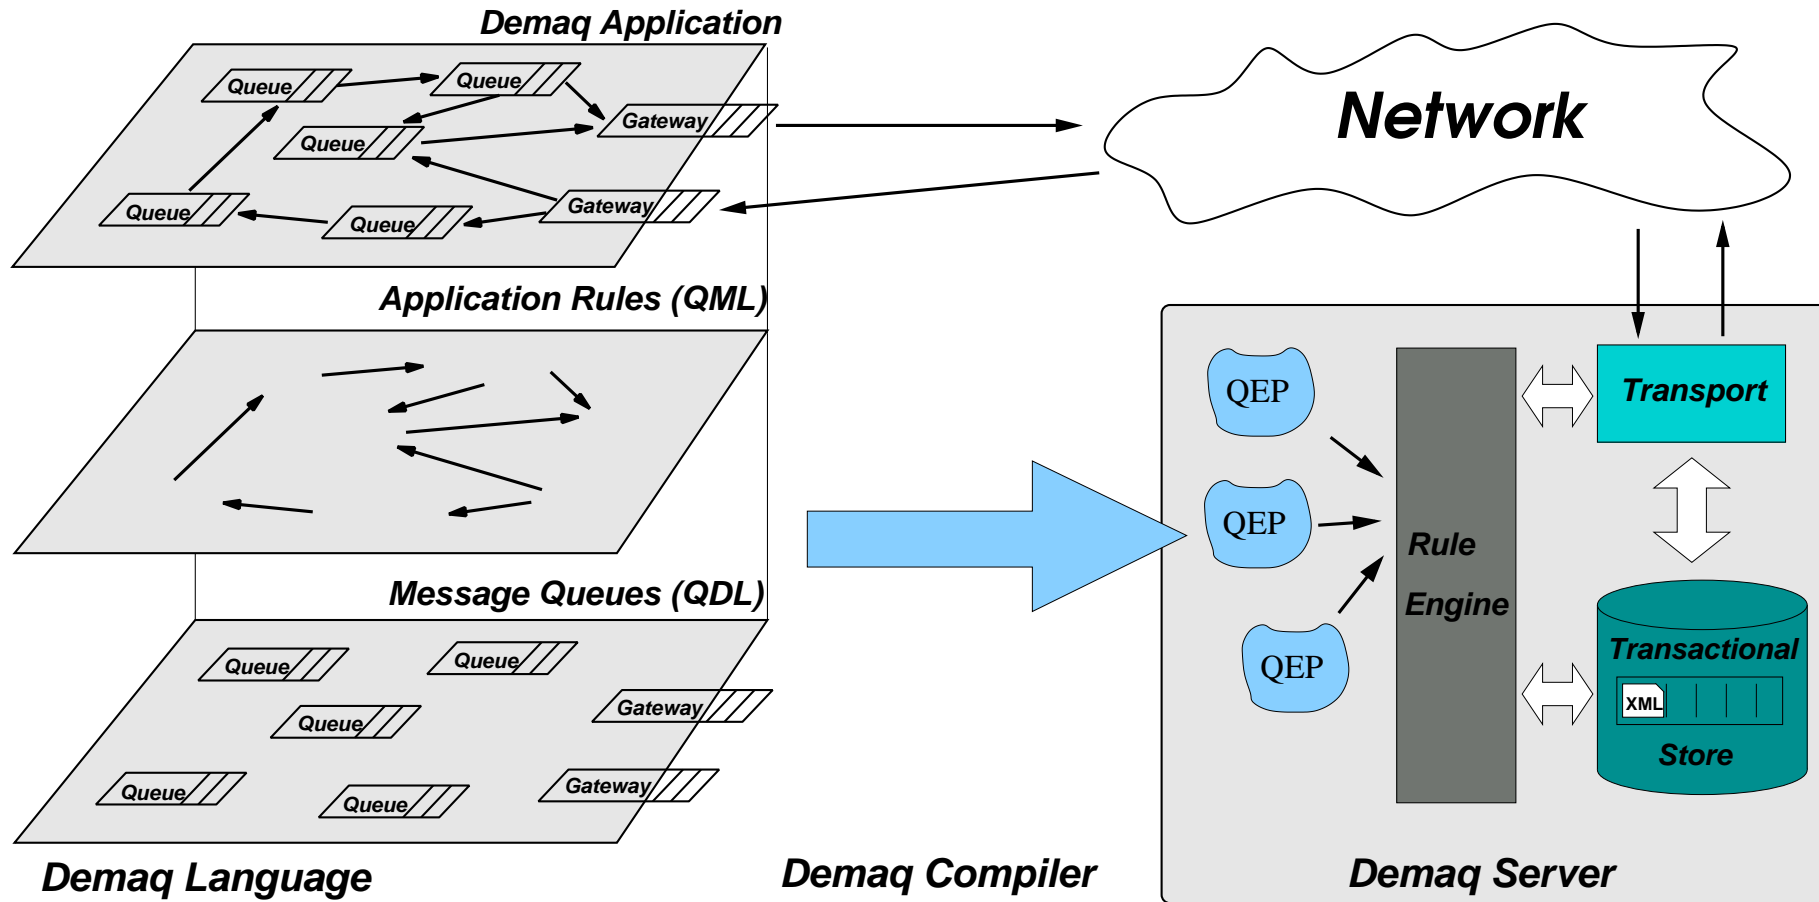 Demaq Application
Queue
Queue
Queue
Gateway
Queue
Queue
Gateway
Network
Application Rules (QML)
Message Queues (QDL)
Queue
Queue
Queue
Gateway
Queue
Queue
Gateway
Demaq Language
Demaq Compiler
QEP
QEP
QEP
Rule
Engine
Transport
Transactional
XML
Store
Demaq Server